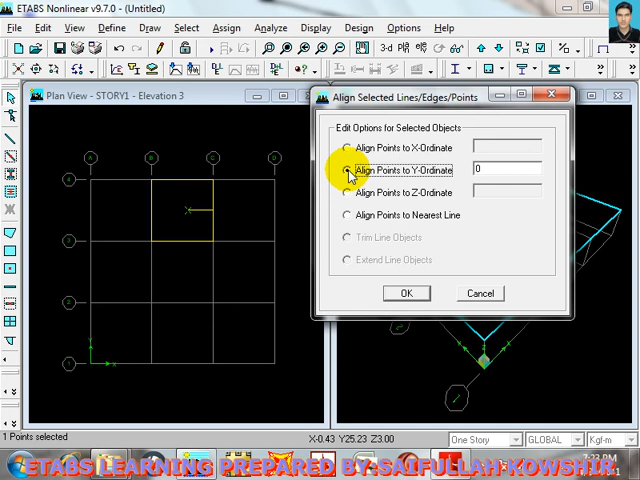 ETABS Nonlinear v9.7.0 - (Untitled)
File Edit View Define Draw Select Assign Analyze Display Design Options Help
3-d
Plan View - STORY1 - Elevation 3
A B C D
4
3
2
1
Y
X
Align Selected Lines/Edges/Points
Edit Options for Selected Objects
Align Points to X-Ordinate
Align Points to Y-Ordinate 0
Align Points to Z-Ordinate
Align Points to Nearest Line
Trim Line Objects
Extend Line Objects
OK Cancel
1 Points selected X-0.43 Y25.23 Z3.00 One Story GLOBAL Kgf-m
ETABS LEARNING PREPARED BY SAIFULLAH KOWSHIR